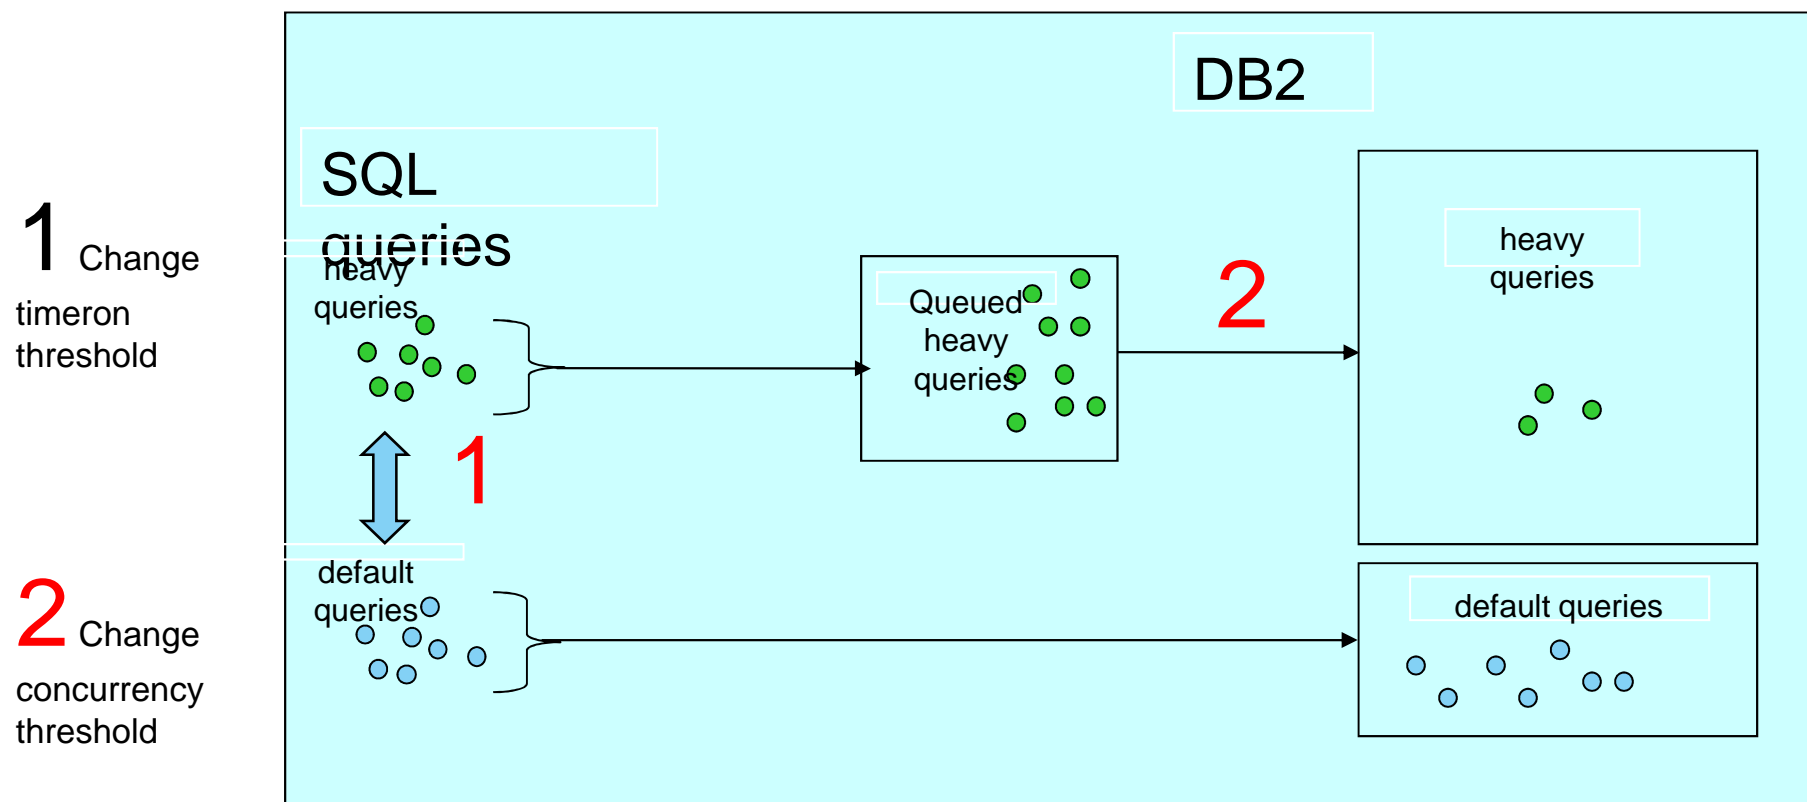 DB2
SQL
queries
1 Change
timeron
threshold
heavy
queries
Queued
heavy
queries
2
heavy
queries
1
2 Change
concurrency
threshold
default
queries
default queries